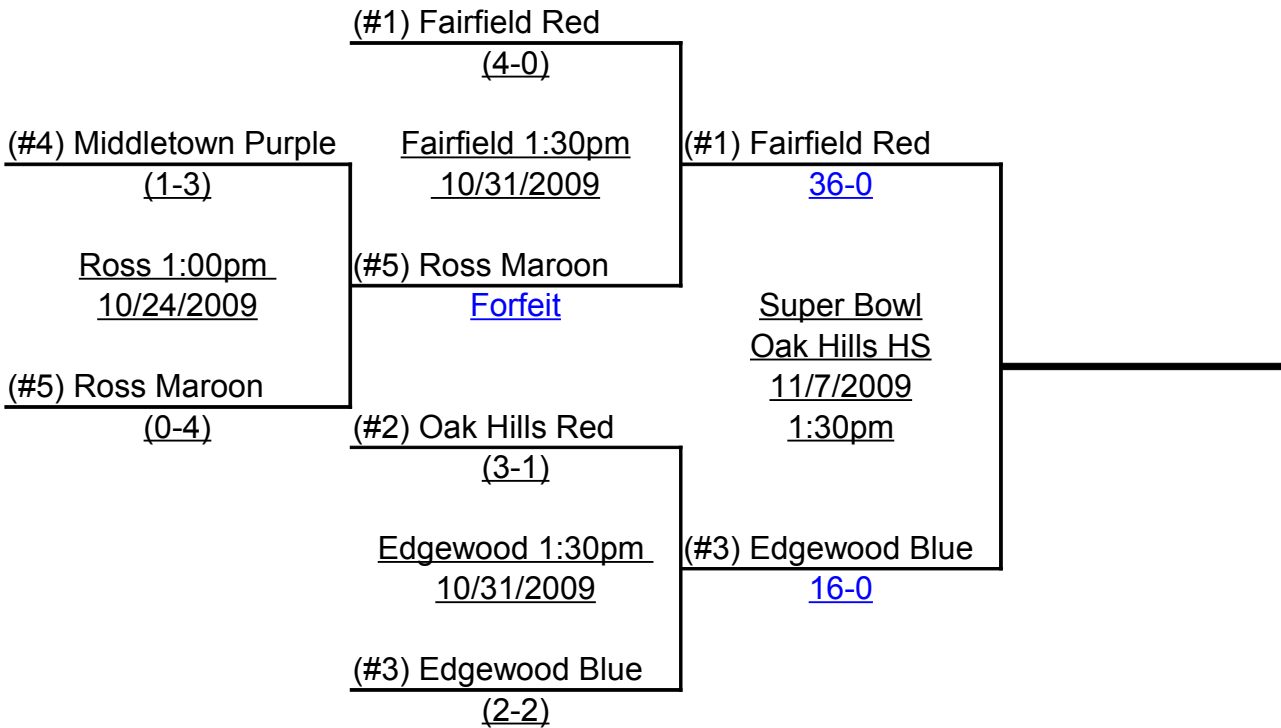 (#1) Fairfield Red
(4-0)
(#4) Middletown Purple
(1-3)
Fairfield 1:30pm
10/31/2009
(#1) Fairfield Red
36-0
Ross 1:00pm
10/24/2009
(#5) Ross Maroon
Forfeit
Super Bowl
Oak Hills HS
11/7/2009
1:30pm
(#5) Ross Maroon
(0-4)
(#2) Oak Hills Red
(3-1)
Edgewood 1:30pm
10/31/2009
(#3) Edgewood Blue
16-0
(#3) Edgewood Blue
(2-2)